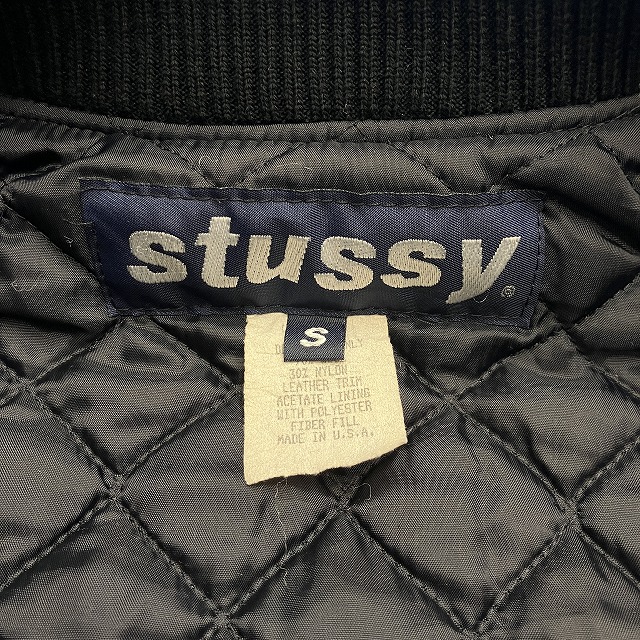 stussy®
S
30% NYLON
LEATHER TRIM
ACETATE LINING
WITH POLYESTER
FIBER FILL
MADE IN U.S.A.